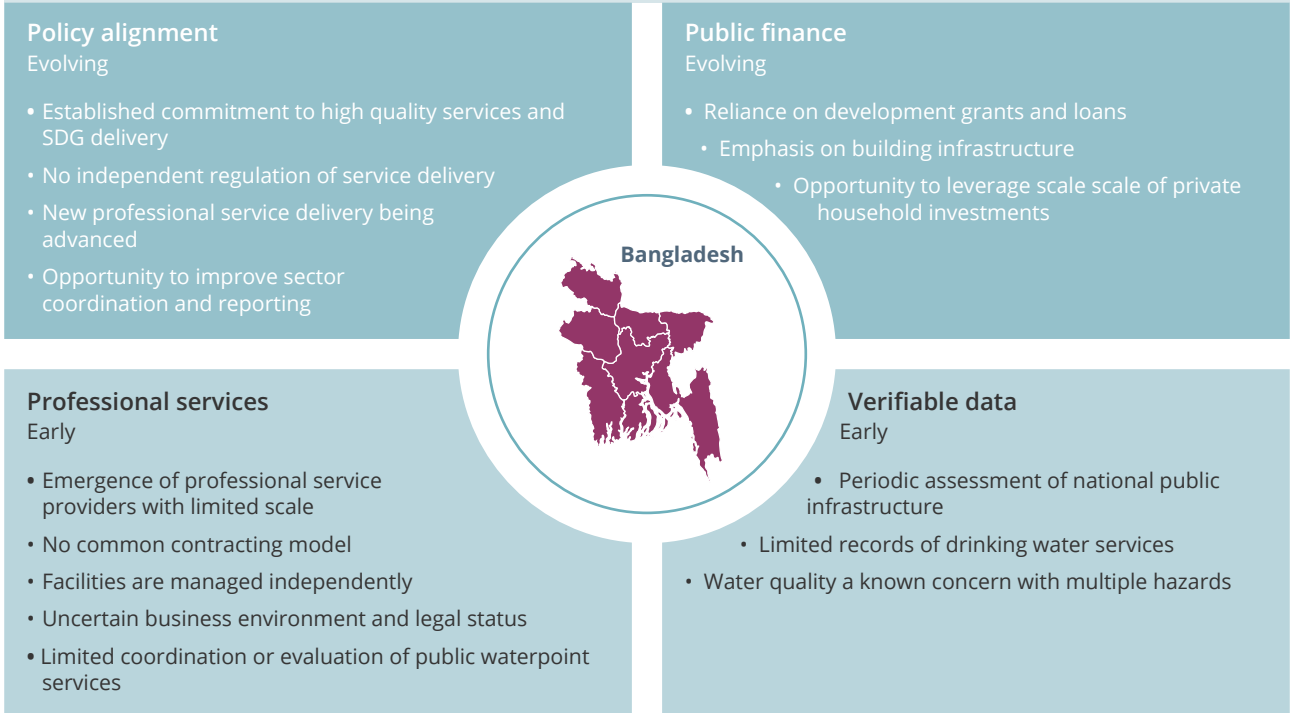 Policy alignment
Evolving
• Established commitment to high quality services and
SDG delivery
• No independent regulation of service delivery
• New professional service delivery being
advanced
• Opportunity to improve sector
coordination and reporting
Public finance
Evolving
• Reliance on development grants and loans
• Emphasis on building infrastructure
• Opportunity to leverage scale scale of private
household investments
Bangladesh
Professional services
Early
• Emergence of professional service
providers with limited scale
• No common contracting model
• Facilities are managed independently
• Uncertain business environment and legal status
• Limited coordination or evaluation of public waterpoint
services
Verifiable data
Early
• Periodic assessment of national public
infrastructure
• Limited records of drinking water services
• Water quality a known concern with multiple hazards